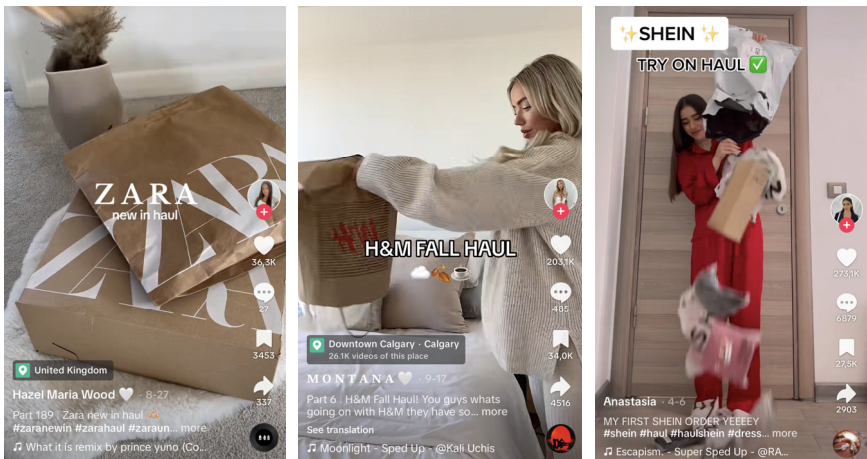 ZARA
new in haul
36,3K
27
3453
337
United Kingdom
Hazel Maria Wood 🤍 · 8-27
Part 189 . Zara new in haul 🫶🏼
#zaranewin #zarahaul #zaraun... more
♫ What it is remix by prince yuno (Co...
H&M
H&M FALL HAUL
☁️🍂☕
203,1K
485
34,0K
4516
Downtown Calgary · Calgary
26.1K videos of this place
MONTANA🤍 · 9-17
Part 6 | H&M Fall Haul! You guys whats
going on with H&M they have so... more
See translation
♫ Moonlight - Sped Up - @Kali Uchis
✨SHEIN ✨
TRY ON HAUL ✅
273,1K
6879
27,5K
2903
Anastasia · 4-6
MY FIRST SHEIN ORDER YEEEEY
#shein #haul #haulshein #dress... more
♫ Escapism. - Super Sped Up - @RA...